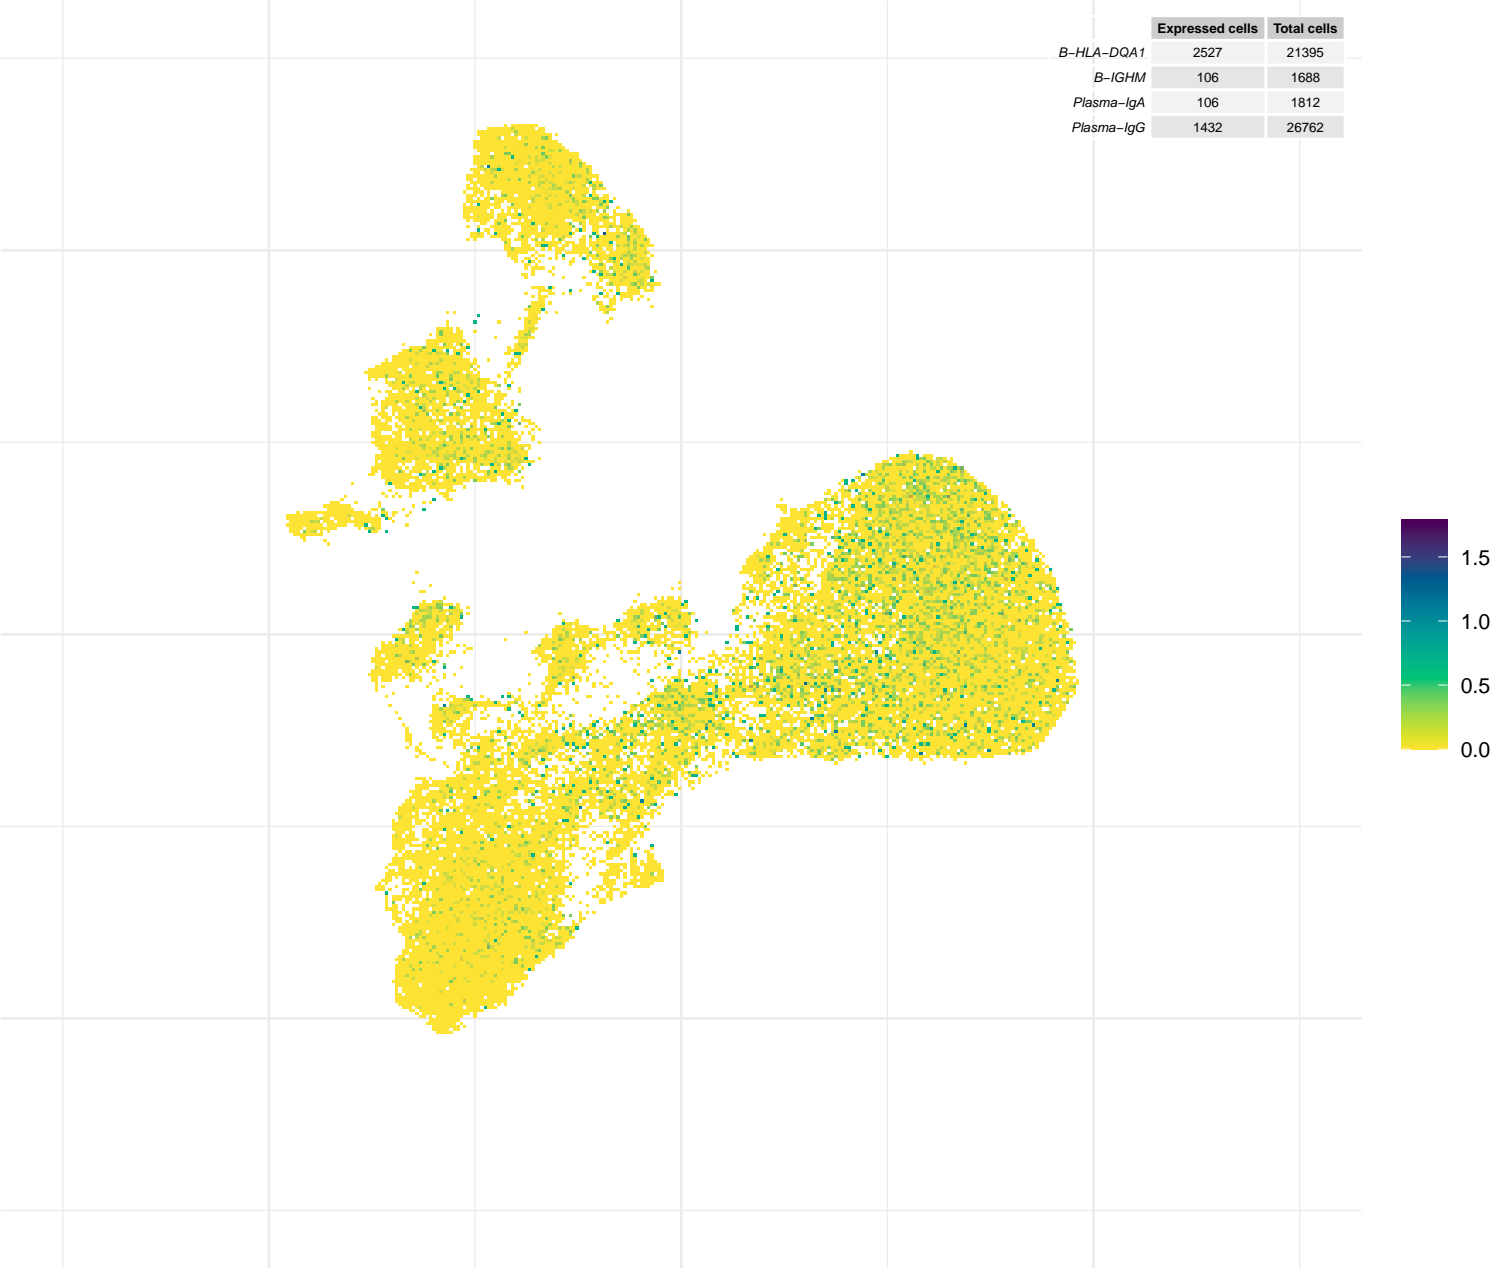 Expressed cells Total cells
B−HLA−DQA1 2527 21395
B−IGHM 106 1688
Plasma−IgA 106 1812
Plasma−IgG 1432 26762
1.5
1.0
0.5
0.0